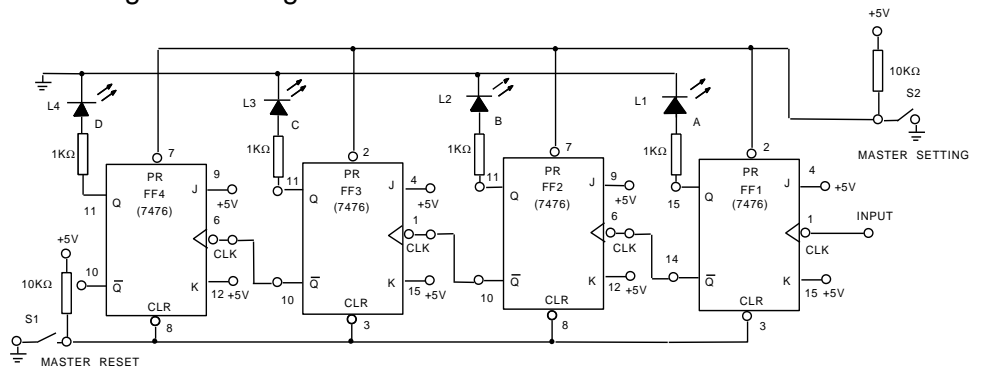 +5V
10KΩ
S2
MASTER SETTING
L4
D
1KΩ
L3
C
1KΩ
L2
B
1KΩ
L1
A
1KΩ
7
PR
FF4
(7476)
9
J
+5V
11
Q
6
CLK
10
Q̅
K
12
+5V
CLR
8
2
PR
FF3
(7476)
4
J
+5V
11
Q
1
CLK
10
Q̅
K
15
+5V
CLR
3
7
PR
FF2
(7476)
9
J
+5V
11
Q
6
CLK
10
Q̅
K
12
+5V
CLR
8
2
PR
FF1
(7476)
4
J
+5V
15
Q
1
CLK
INPUT
14
Q̅
K
15
+5V
CLR
3
+5V
10KΩ
S1
MASTER RESET